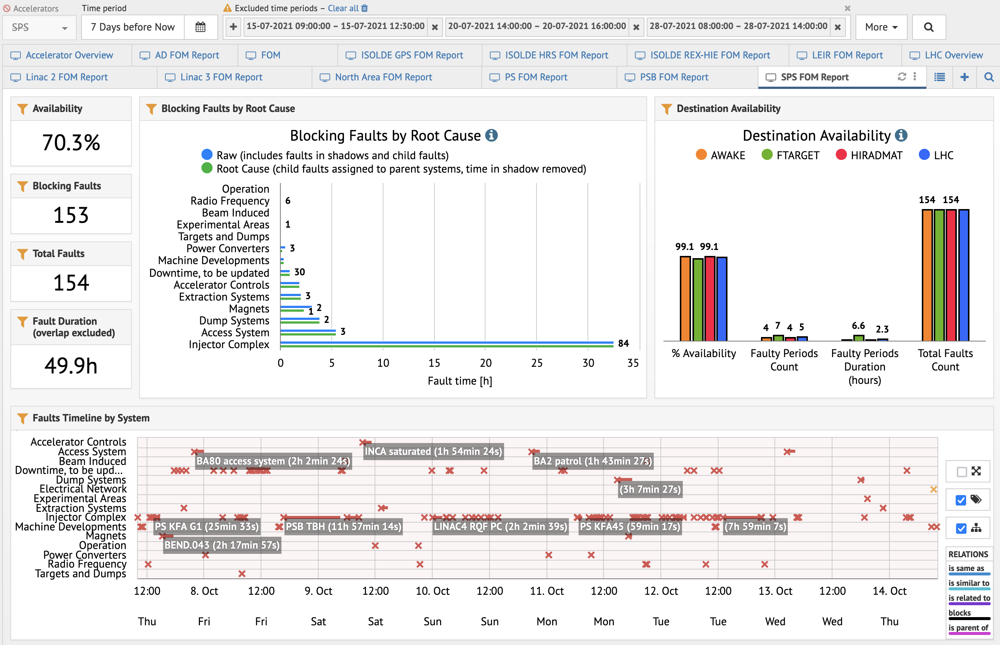 Accelerators
SPS
Time period
7 Days before Now
Excluded time periods – Clear all
15-07-2021 09:00:00 – 15-07-2021 12:30:00
20-07-2021 14:00:00 – 20-07-2021 16:00:00
28-07-2021 08:00:00 – 28-07-2021 14:00:00
More
Accelerator Overview
AD FOM Report
FOM
ISOLDE GPS FOM Report
ISOLDE HRS FOM Report
ISOLDE REX-HIE FOM Report
LEIR FOM Report
LHC Overview
Linac 2 FOM Report
Linac 3 FOM Report
North Area FOM Report
PS FOM Report
PSB FOM Report
SPS FOM Report
Availability
70.3%
Blocking Faults
153
Total Faults
154
Fault Duration
(overlap excluded)
49.9h
Blocking Faults by Root Cause
Blocking Faults by Root Cause
Raw (includes faults in shadows and child faults)
Root Cause (child faults assigned to parent systems, time in shadow removed)
Operation
Radio Frequency 6
Beam Induced
Experimental Areas 1
Targets and Dumps
Power Converters 3
Machine Developments
Downtime, to be updated 30
Accelerator Controls
Extraction Systems 3
Magnets 2
1
Dump Systems 2
Access System 3
Injector Complex 84
0 5 10 15 20 25 30 35
Fault time [h]
Destination Availability
Destination Availability
AWAKE FTARGET HIRADMAT LHC
154 154
99.1 99.1
4 7 4 5
6.6 2.3
% Availability
Faulty Periods
Count
Faulty Periods
Duration
(hours)
Total Faults
Count
Faults Timeline by System
Accelerator Controls
Access System
Beam Induced
Downtime, to be upd...
Dump Systems
Electrical Network
Experimental Areas
Extraction Systems
Injector Complex
Machine Developments
Magnets
Operation
Power Converters
Radio Frequency
Targets and Dumps
INCA saturated (1h 54min 24s)
BA80 access system (2h 2min 24s)
BA2 patrol (1h 43min 27s)
(3h 7min 27s)
PS KFA G1 (25min 33s)
PSB TBH (11h 57min 14s)
LINAC4 RQF PC (2h 2min 39s)
PS KFA45 (59min 17s)
(7h 59min 7s)
BEND.043 (2h 17min 57s)
12:00 8. Oct 12:00 9. Oct 12:00 10. Oct 12:00 11. Oct 12:00 12. Oct 12:00 13. Oct 12:00 14. Oct
Thu Fri Fri Sat Sat Sun Sun Mon Mon Tue Tue Wed Wed Thu
RELATIONS
is same as
is similar to
is related to
blocks
is parent of